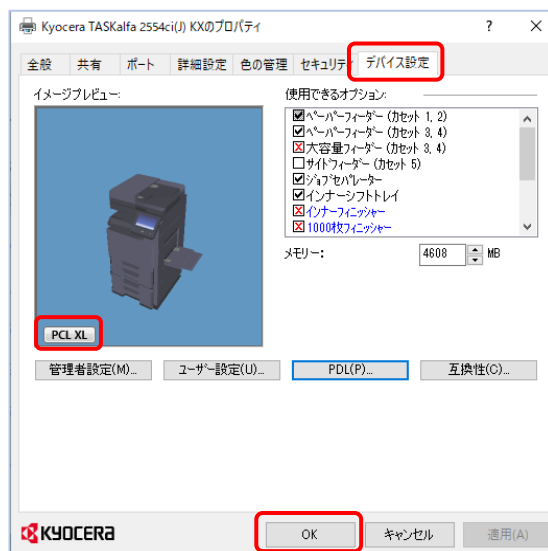 Kyocera TASKalfa 2554ci(J) KXのプロパティ
? ×
全般 共有 ポート 詳細設定 色の管理 セキュリティ デバイス設定
イメージプレビュー:
PCL XL
使用できるオプション:
ペーパーフィーダー (カセット 1, 2)
ペーパーフィーダー (カセット 3, 4)
大容量フィーダー (カセット 3, 4)
サイドフィーダー (カセット 5)
ジョブセパレーター
インナーシフトトレイ
インナーフィニッシャー
1000枚フィニッシャー
メモリー: 4608 MB
管理者設定(M)... ユーザー設定(U)... PDL(P)... 互換性(C)...
KYOCERA
OK キャンセル 適用(A)